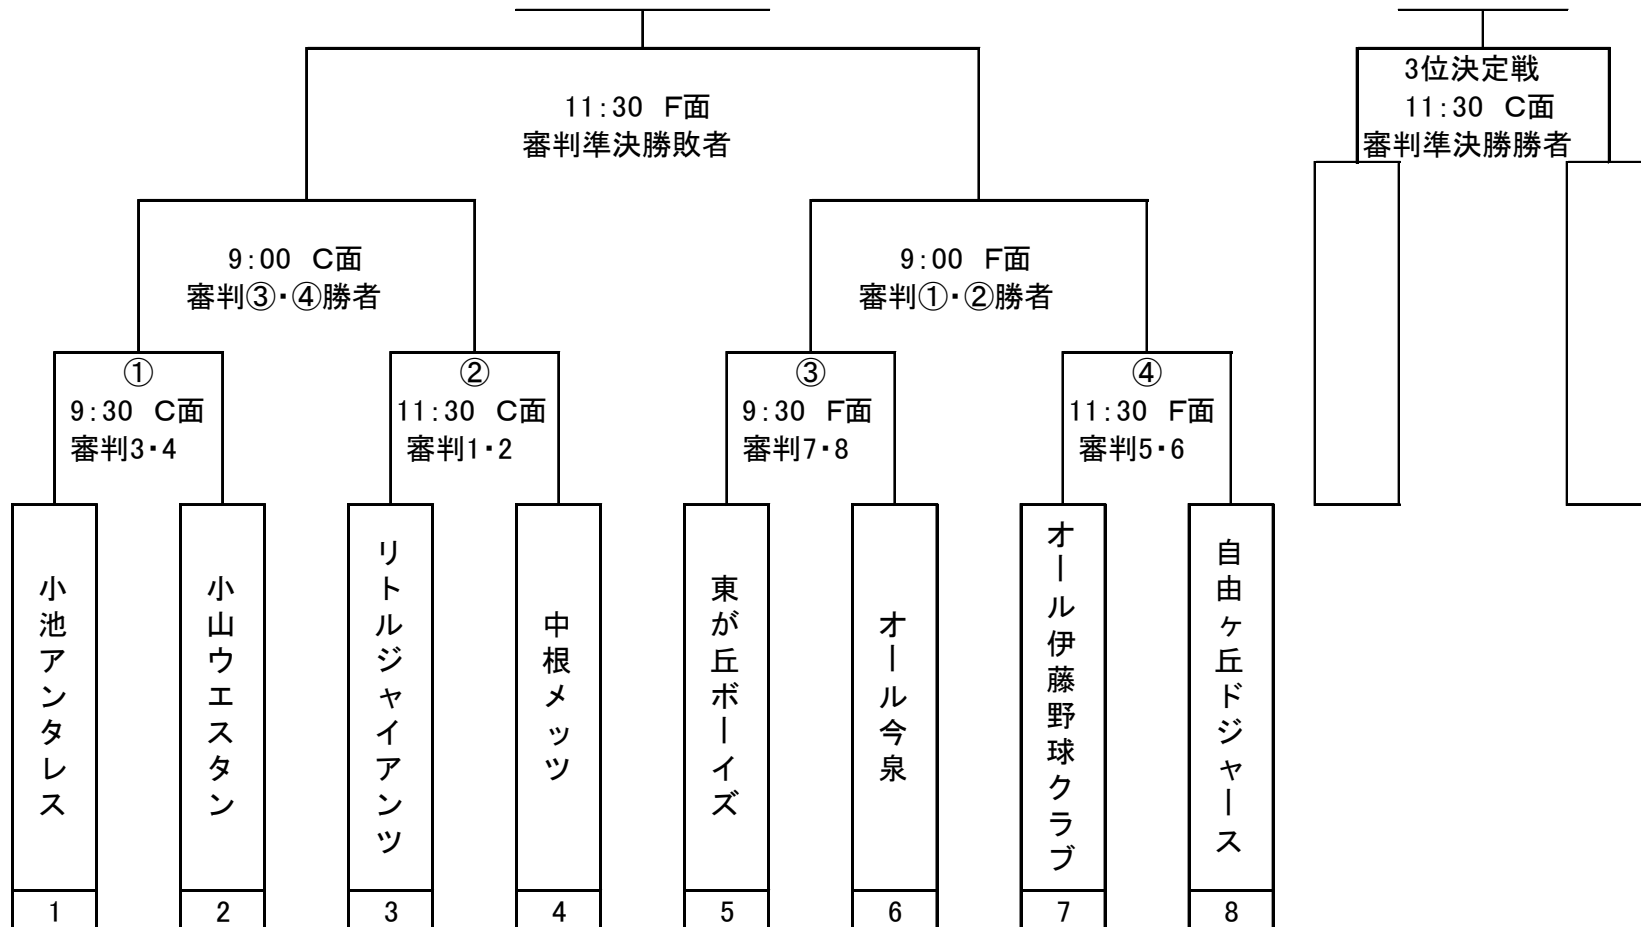 3位決定戦
11:30 F面
11:30 C面
審判準決勝敗者
審判準決勝勝者
9:00 C面
審判③・④勝者
9:00 F面
審判①・②勝者
①
9:30 C面
審判3・4
②
11:30 C面
審判1・2
③
9:30 F面
審判7・8
④
11:30 F面
審判5・6
小池アンタレス
小山ウエスタン
リトルジャイアンツ
中根メッツ
東が丘ボーイズ
オール今泉
オール伊藤野球クラブ
自由ヶ丘ドジャース
1
2
3
4
5
6
7
8